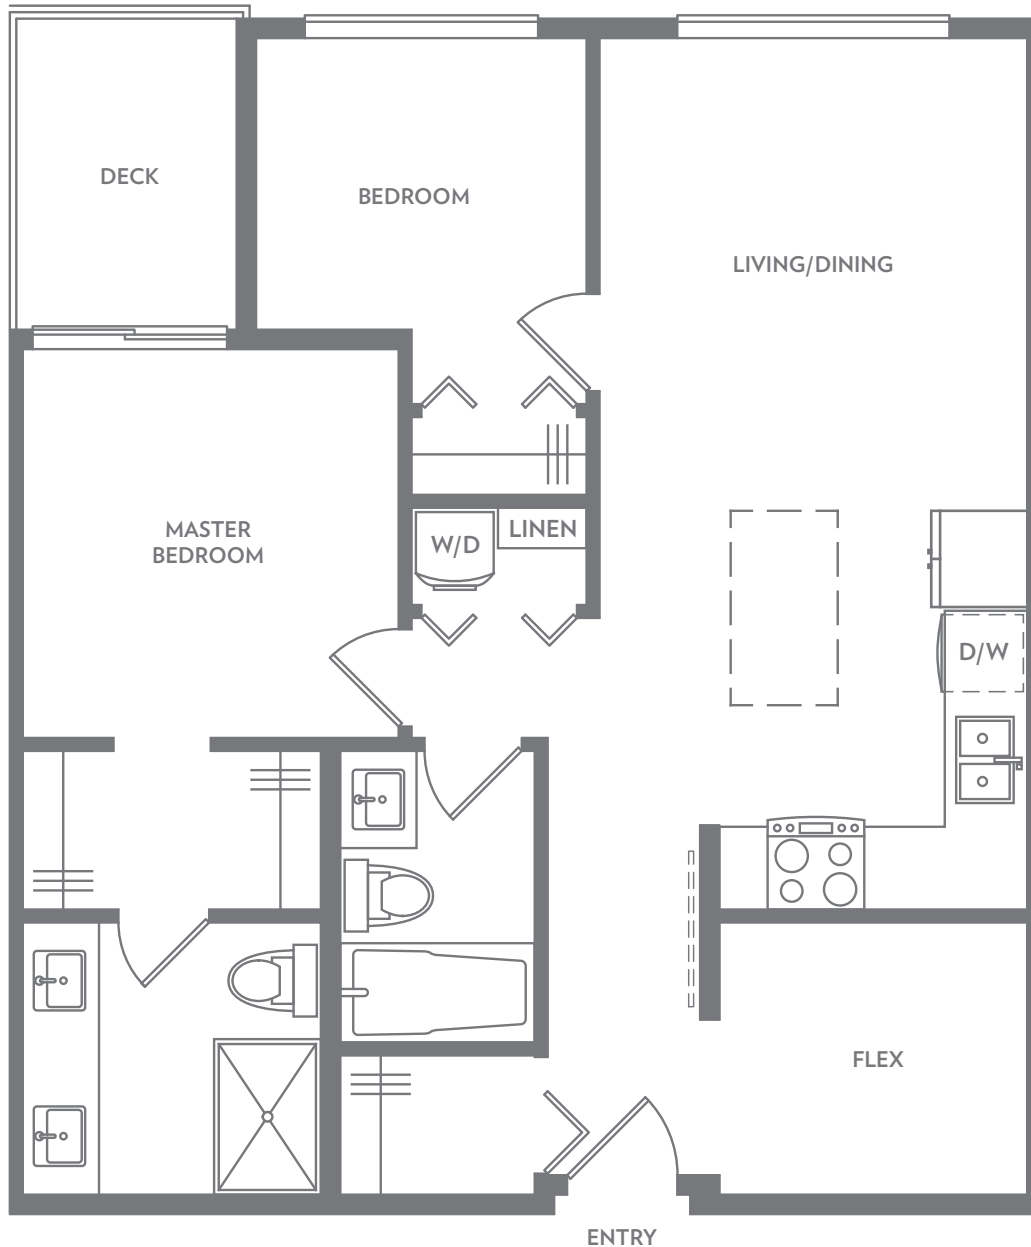 DECK
BEDROOM
LIVING/DINING
MASTER
BEDROOM
W/D
LINEN
D/W
FLEX
ENTRY